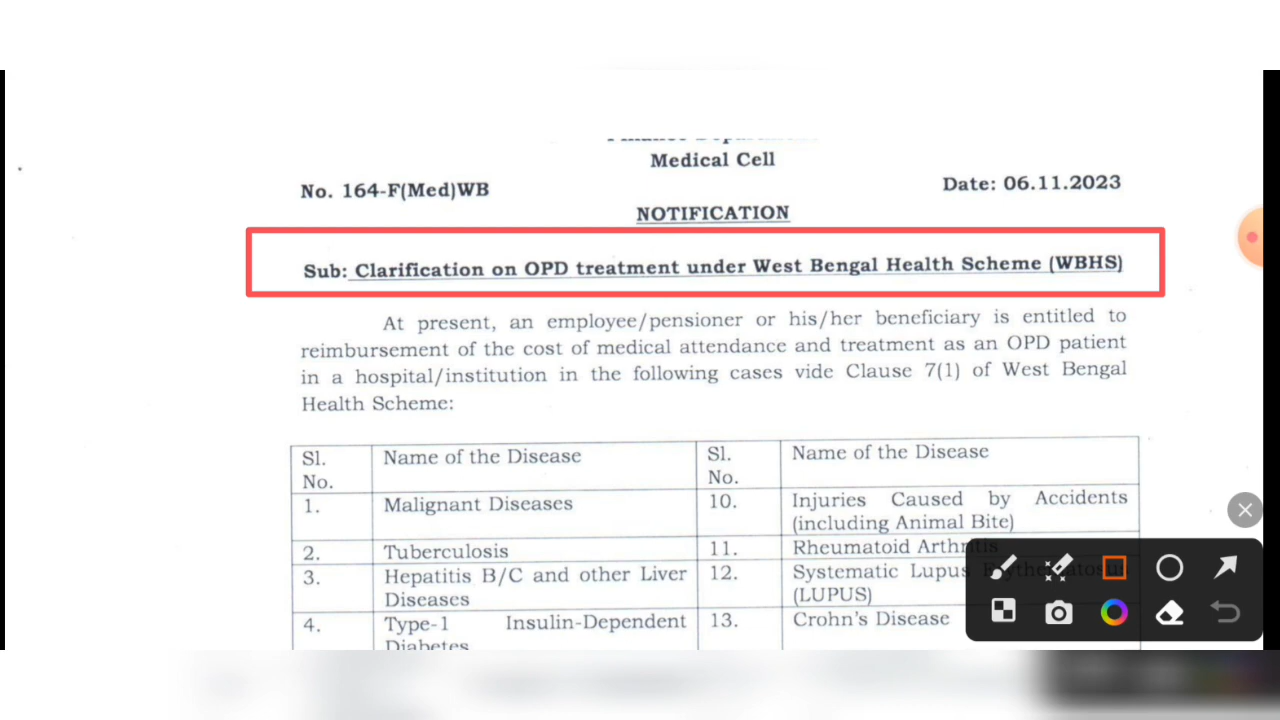 Medical Cell
No. 164-F(Med)WB
Date: 06.11.2023
NOTIFICATION
Sub: Clarification on OPD treatment under West Bengal Health Scheme (WBHS)
At present, an employee/pensioner or his/her beneficiary is entitled to
reimbursement of the cost of medical attendance and treatment as an OPD patient
in a hospital/institution in the following cases vide Clause 7(1) of West Bengal
Health Scheme:
Sl. No. Name of the Disease Sl. No. Name of the Disease
1. Malignant Diseases 10. Injuries Caused by Accidents
(including Animal Bite)
2. Tuberculosis 11. Rheumatoid Arthritis
3. Hepatitis B/C and other Liver 12. Systematic Lupus Erythematosus
Diseases (LUPUS)
4. Type-1 Insulin-Dependent 13. Crohn's Disease
Diabetes